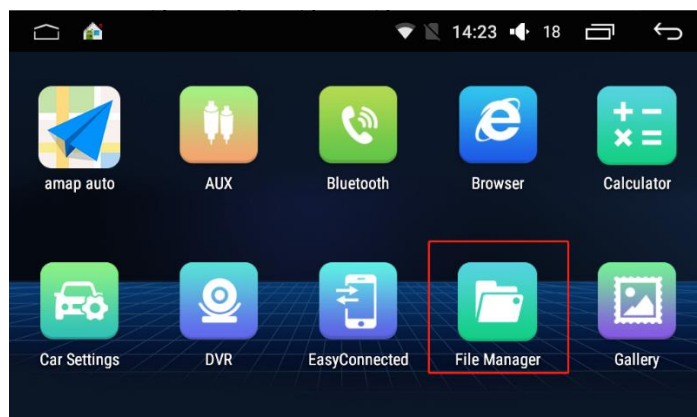 14:23 18
amap auto AUX Bluetooth Browser Calculator
Car Settings DVR EasyConnected File Manager Gallery